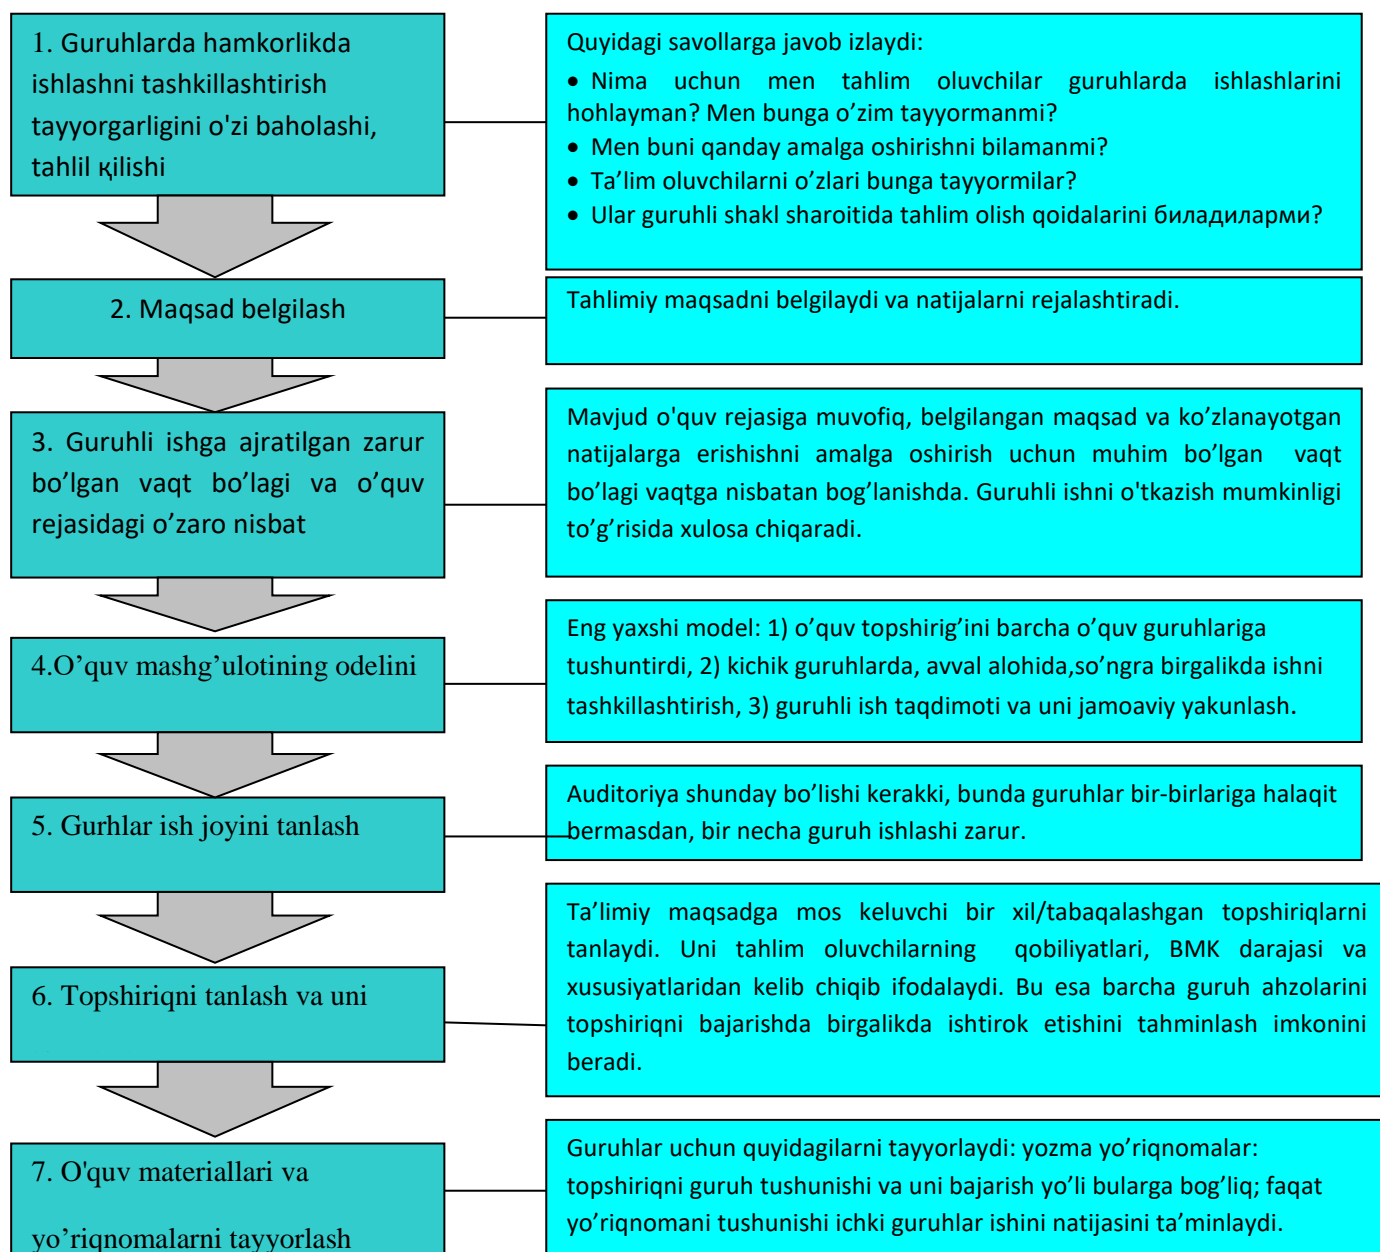 1. Guruhlarda hamkorlikda
ishlashni tashkillashtirish
tayyorgarligini o'zi baholashi,
tahlil қilishi
Quyidagi savollarga javob izlaydi:
• Nima uchun men tahlim oluvchilar guruhlarda ishlashlarini
hohlayman? Men bunga o’zim tayyormanmi?
• Men buni qanday amalga oshirishni bilamanmi?
• Ta’lim oluvchilarni o’zlari bunga tayyormilar?
• Ular guruhli shakl sharoitida tahlim olish qoidalarini биладиларми?
2. Maqsad belgilash
Tahlimiy maqsadni belgilaydi va natijalarni rejalashtiradi.
3. Guruhli ishga ajratilgan zarur
bo’lgan vaqt bo’lagi va o’quv
rejasidagi o’zaro nisbat
Mavjud o'quv rejasiga muvofiq, belgilangan maqsad va ko’zlanayotgan
natijalarga erishishni amalga oshirish uchun muhim bo’lgan vaqt
bo’lagi vaqtga nisbatan bog’lanishda. Guruhli ishni o'tkazish mumkinligi
to’g’risida xulosa chiqaradi.
4.O’quv mashg’ulotining odelini
Eng yaxshi model: 1) o’quv topshirig’ini barcha o’quv guruhlariga
tushuntirdi, 2) kichik guruhlarda, avval alohida,so’ngra birgalikda ishni
tashkillashtirish, 3) guruhli ish taqdimoti va uni jamoaviy yakunlash.
5. Gurhlar ish joyini tanlash
Auditoriya shunday bo’lishi kerakki, bunda guruhlar bir-birlariga halaqit
bermasdan, bir necha guruh ishlashi zarur.
6. Topshiriqni tanlash va uni
Ta’limiy maqsadga mos keluvchi bir xil/tabaqalashgan topshiriqlarni
tanlaydi. Uni tahlim oluvchilarning qobiliyatlari, BMK darajasi va
xususiyatlaridan kelib chiqib ifodalaydi. Bu esa barcha guruh ahzolarini
topshiriqni bajarishda birgalikda ishtirok etishini tahminlash imkonini
beradi.
7. O'quv materiallari va
yo’riqnomalarni tayyorlash
Guruhlar uchun quyidagilarni tayyorlaydi: yozma yo’riqnomalar:
topshiriqni guruh tushunishi va uni bajarish yo’li bularga bog’liq; faqat
yo’riqnomani tushunishi ichki guruhlar ishini natijasini ta’minlaydi.